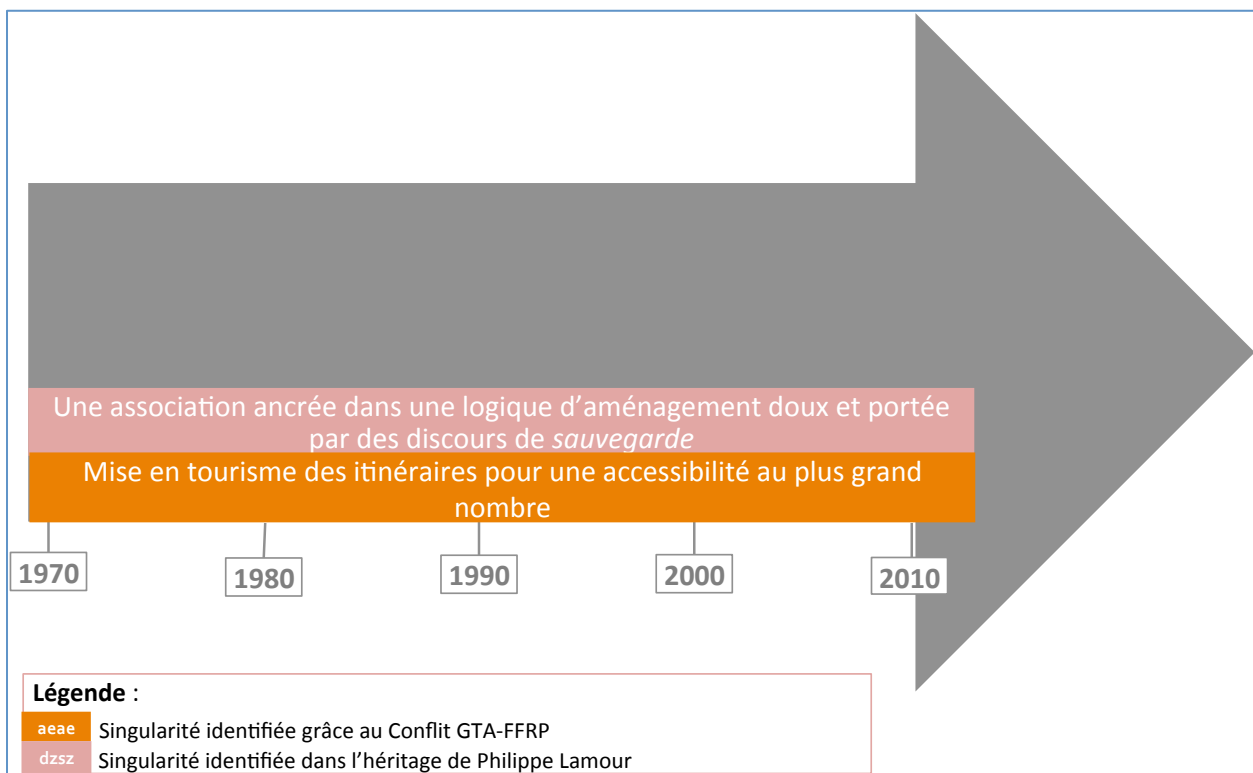 Une association ancrée dans une logique d’aménagement doux et portée
par des discours de sauvegarde
Mise en tourisme des itinéraires pour une accessibilité au plus grand
nombre
1970
1980
1990
2000
2010
Légende :
aeae Singularité identifiée grâce au Conflit GTA-FFRP
dzsz Singularité identifiée dans l’héritage de Philippe Lamour